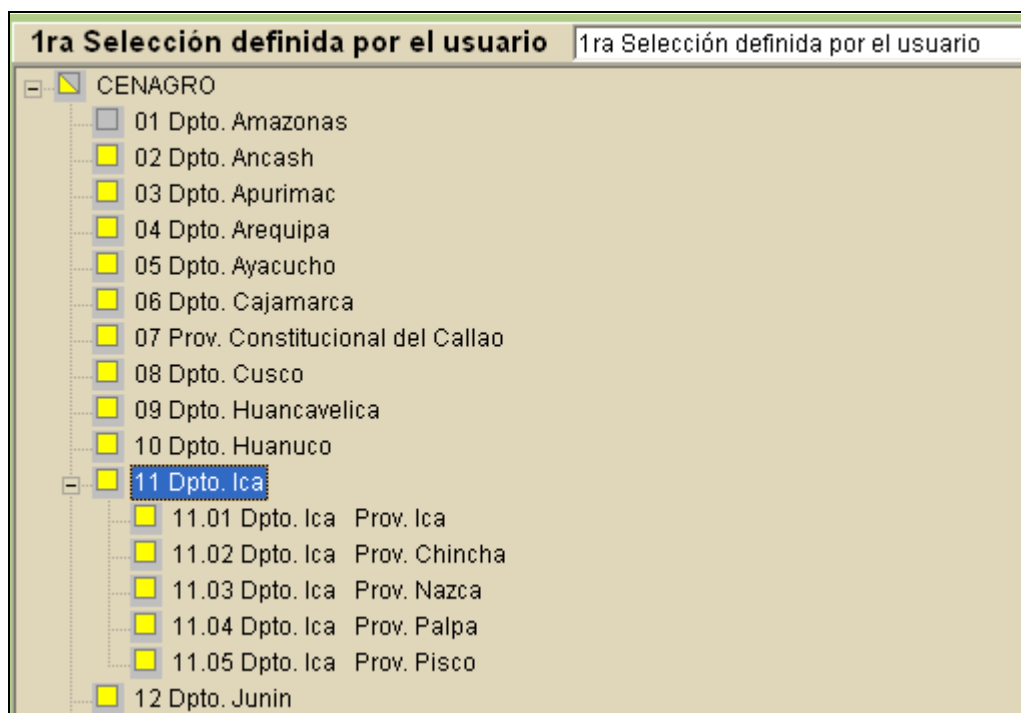 1ra Selección definida por el usuario 1ra Selección definida por el usuario
CENAGRO
01 Dpto. Amazonas
02 Dpto. Ancash
03 Dpto. Apurimac
04 Dpto. Arequipa
05 Dpto. Ayacucho
06 Dpto. Cajamarca
07 Prov. Constitucional del Callao
08 Dpto. Cusco
09 Dpto. Huancavelica
10 Dpto. Huanuco
11 Dpto. Ica
11.01 Dpto. Ica Prov. Ica
11.02 Dpto. Ica Prov. Chincha
11.03 Dpto. Ica Prov. Nazca
11.04 Dpto. Ica Prov. Palpa
11.05 Dpto. Ica Prov. Pisco
12 Dpto. Junin